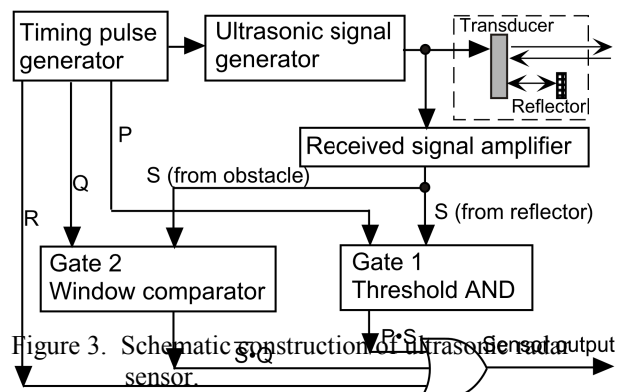 Timing pulse
generator
Ultrasonic signal
generator
Transducer
Reflector
P
Received signal amplifier
Q
S (from obstacle)
R
S (from reflector)
Gate 2
Window comparator
Gate 1
Threshold AND
P•S
Sensor output
S•Q
Figure 3. Schematic construction of ultrasonic radar
sensor.